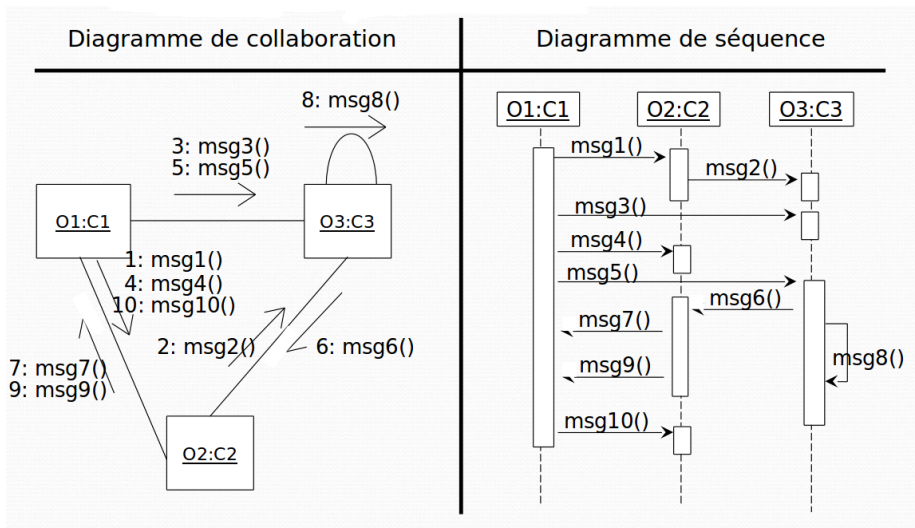 Diagramme de collaboration
8: msg8()
3: msg3()
5: msg5()
O1:C1
O3:C3
1: msg1()
4: msg4()
10: msg10()
2: msg2()
6: msg6()
7: msg7()
9: msg9()
O2:C2
Diagramme de séquence
O1:C1
O2:C2
O3:C3
msg1()
msg2()
msg3()
msg4()
msg5()
msg6()
msg7()
msg8()
msg9()
msg10()